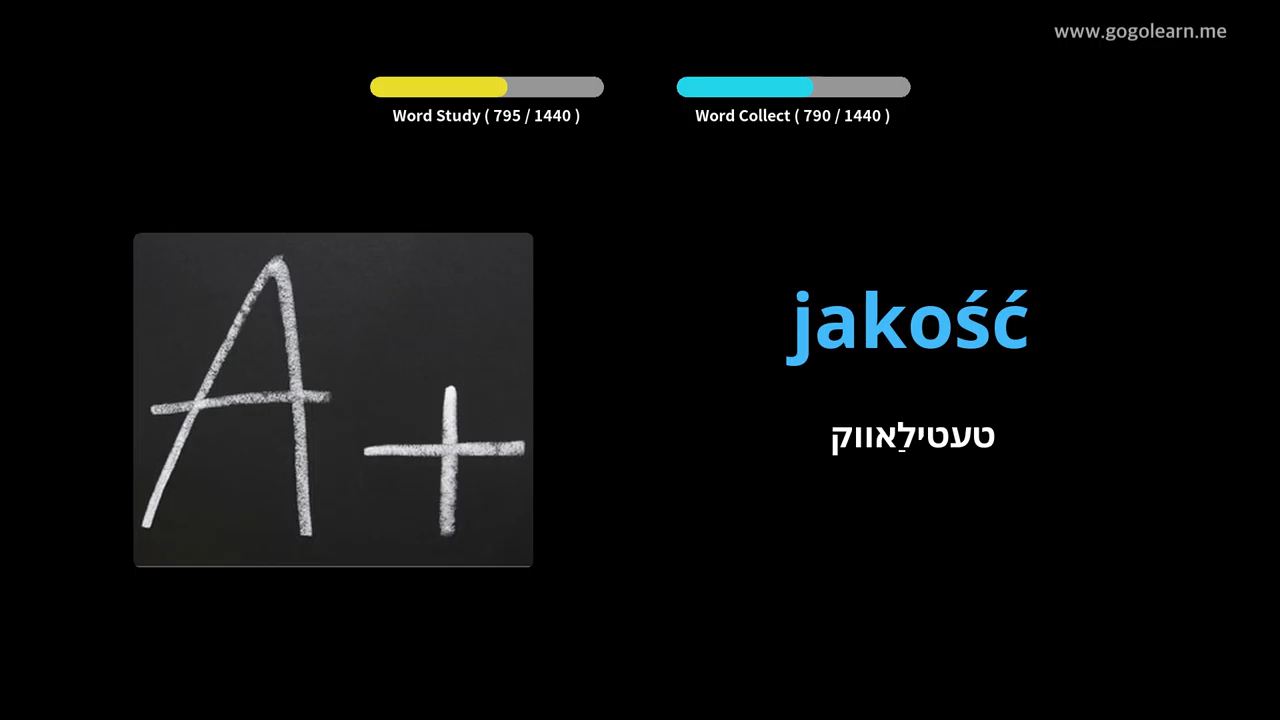 www.gogolearn.me
Word Study ( 795 / 1440 )
Word Collect ( 790 / 1440 )
A+
jakość
טעטילַאווק